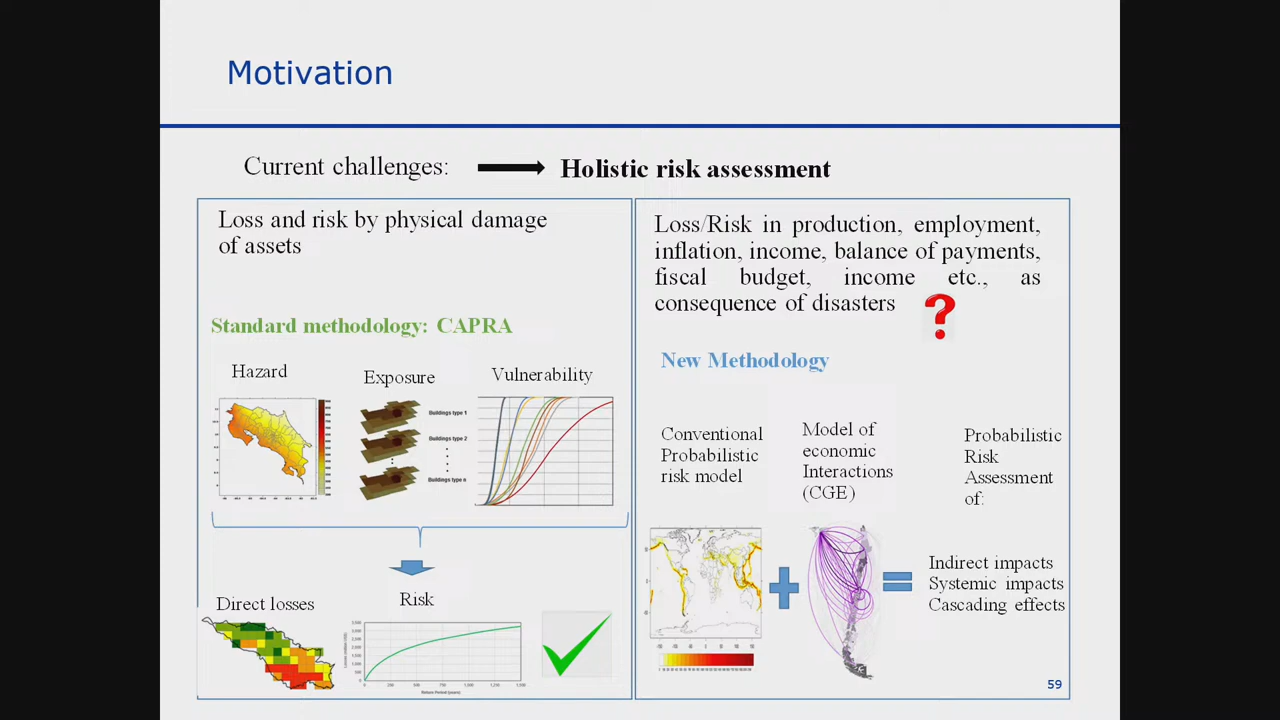 Motivation
Current challenges:
Holistic risk assessment
Loss and risk by physical damage
of assets
Standard methodology: CAPRA
Hazard
Exposure
Vulnerability
Buildings type 1
Buildings type 2
Buildings type n
Direct losses
Risk
Return Period (years)
Loss/Risk in production, employment,
inflation, income, balance of payments,
fiscal budget, income etc., as
consequence of disasters
?
New Methodology
Conventional
Probabilistic
risk model
Model of
economic
Interactions
(CGE)
Probabilistic
Risk
Assessment
of:
Indirect impacts
Systemic impacts
Cascading effects
59